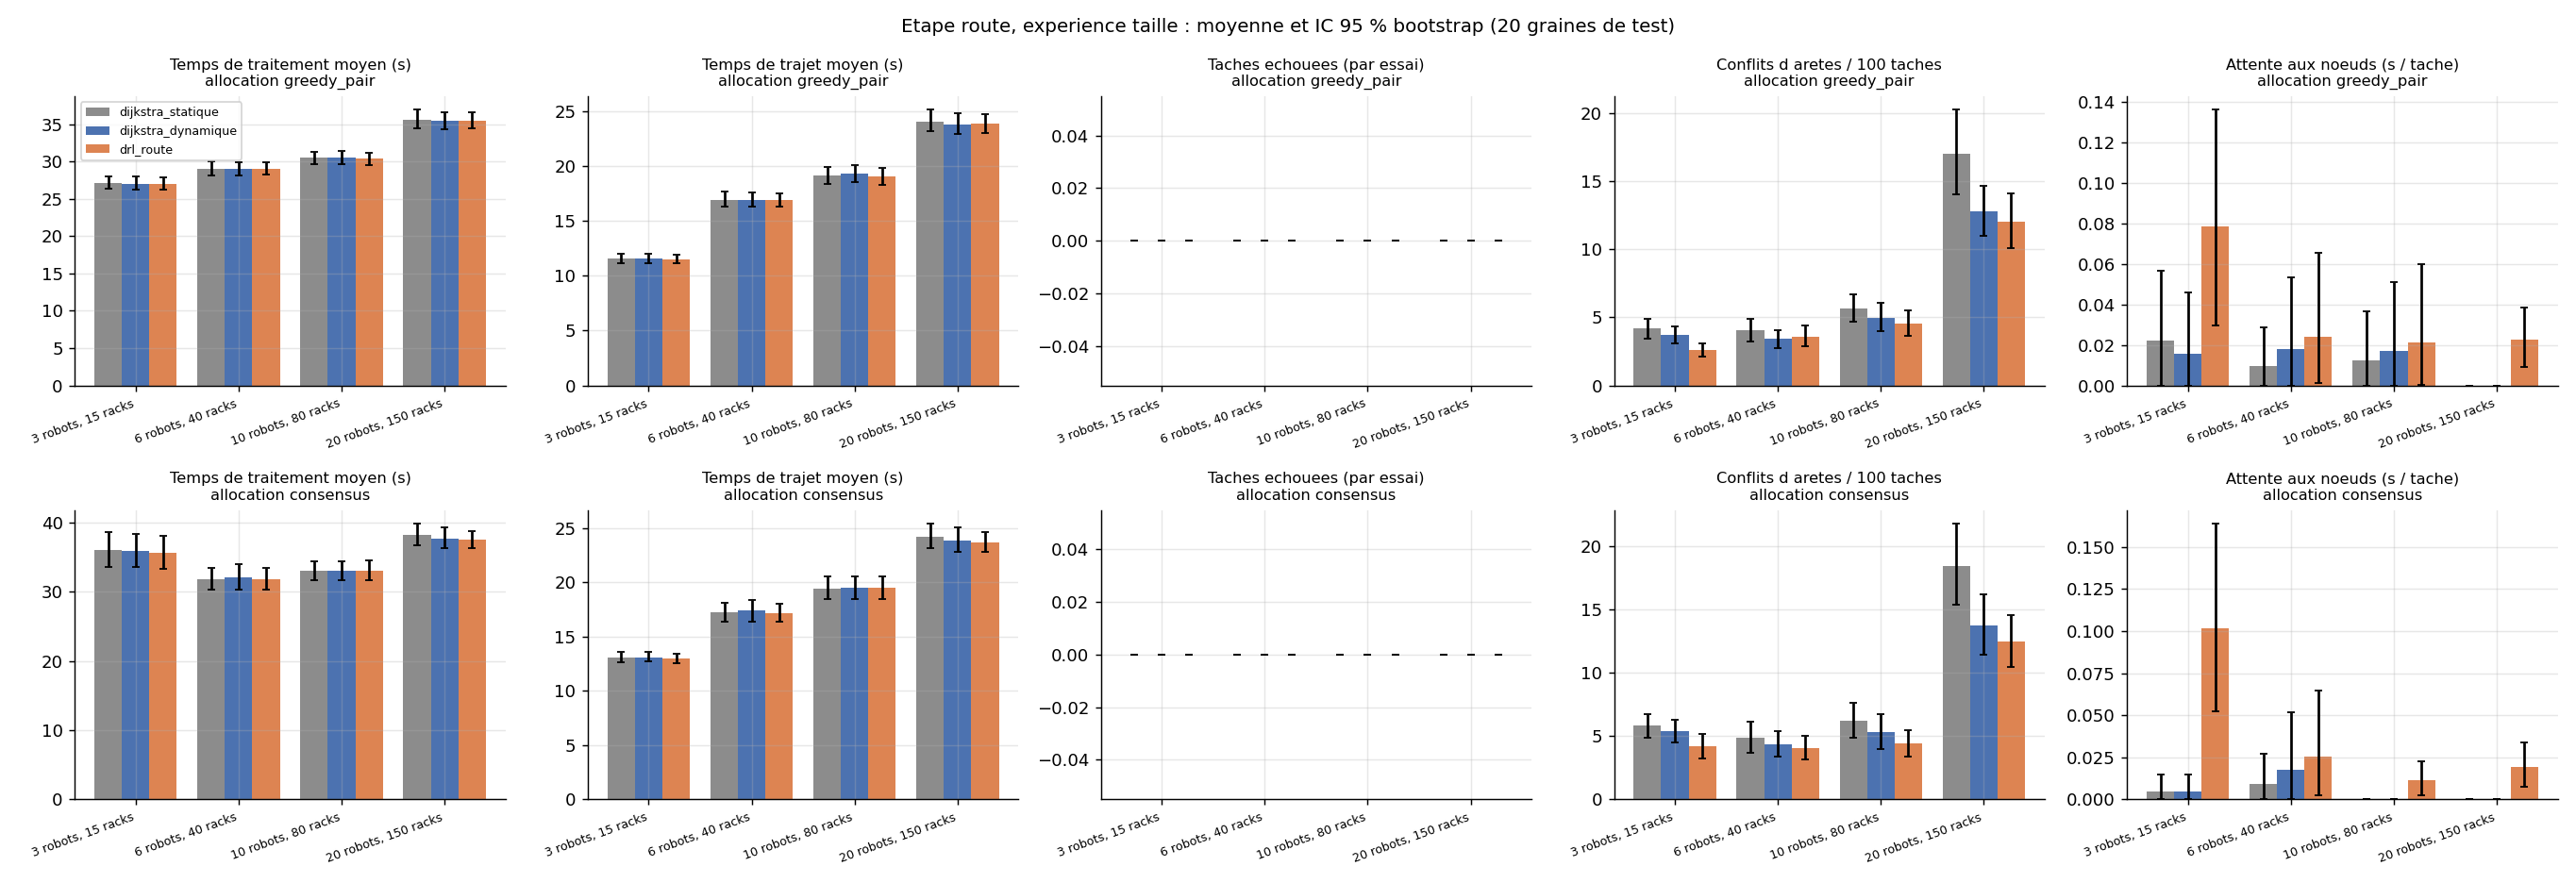 Etape route, experience taille : moyenne et IC 95 % bootstrap (20 graines de test)
Temps de traitement moyen (s)
allocation greedy_pair
35
30
25
20
15
10
5
0
dijkstra_statique
dijkstra_dynamique
drl_route
3 robots, 15 racks
6 robots, 40 racks
10 robots, 80 racks
20 robots, 150 racks
Temps de trajet moyen (s)
allocation greedy_pair
25
20
15
10
5
0
3 robots, 15 racks
6 robots, 40 racks
10 robots, 80 racks
20 robots, 150 racks
Taches echouees (par essai)
allocation greedy_pair
0.04
0.02
0.00
−0.02
−0.04
3 robots, 15 racks
6 robots, 40 racks
10 robots, 80 racks
20 robots, 150 racks
Conflits d aretes / 100 taches
allocation greedy_pair
20
15
10
5
0
3 robots, 15 racks
6 robots, 40 racks
10 robots, 80 racks
20 robots, 150 racks
Attente aux noeuds (s / tache)
allocation greedy_pair
0.14
0.12
0.10
0.08
0.06
0.04
0.02
0.00
3 robots, 15 racks
6 robots, 40 racks
10 robots, 80 racks
20 robots, 150 racks
Temps de traitement moyen (s)
allocation consensus
40
30
20
10
0
3 robots, 15 racks
6 robots, 40 racks
10 robots, 80 racks
20 robots, 150 racks
Temps de trajet moyen (s)
allocation consensus
25
20
15
10
5
0
3 robots, 15 racks
6 robots, 40 racks
10 robots, 80 racks
20 robots, 150 racks
Taches echouees (par essai)
allocation consensus
0.04
0.02
0.00
−0.02
−0.04
3 robots, 15 racks
6 robots, 40 racks
10 robots, 80 racks
20 robots, 150 racks
Conflits d aretes / 100 taches
allocation consensus
20
15
10
5
0
3 robots, 15 racks
6 robots, 40 racks
10 robots, 80 racks
20 robots, 150 racks
Attente aux noeuds (s / tache)
allocation consensus
0.150
0.125
0.100
0.075
0.050
0.025
0.000
3 robots, 15 racks
6 robots, 40 racks
10 robots, 80 racks
20 robots, 150 racks